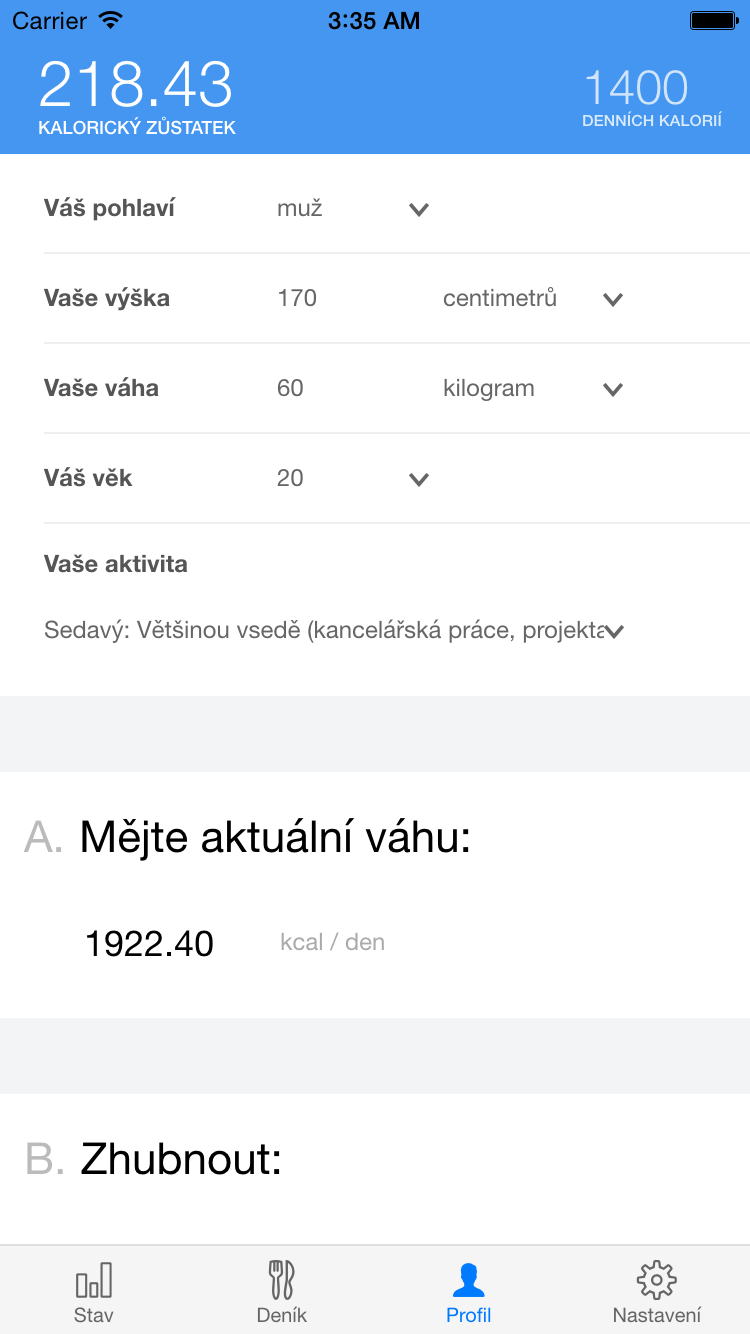 Carrier 3:35 AM
218.43 1400
KALORICKÝ ZŮSTATEK DENNÍCH KALORIÍ
Váš pohlaví muž
Vaše výška 170 centimetrů
Vaše váha 60 kilogram
Váš věk 20
Vaše aktivita
Sedavý: Většinou vsedě (kancelářská práce, projekta
A. Mějte aktuální váhu:
1922.40 kcal / den
B. Zhubnout:
Stav Deník Profil Nastavení